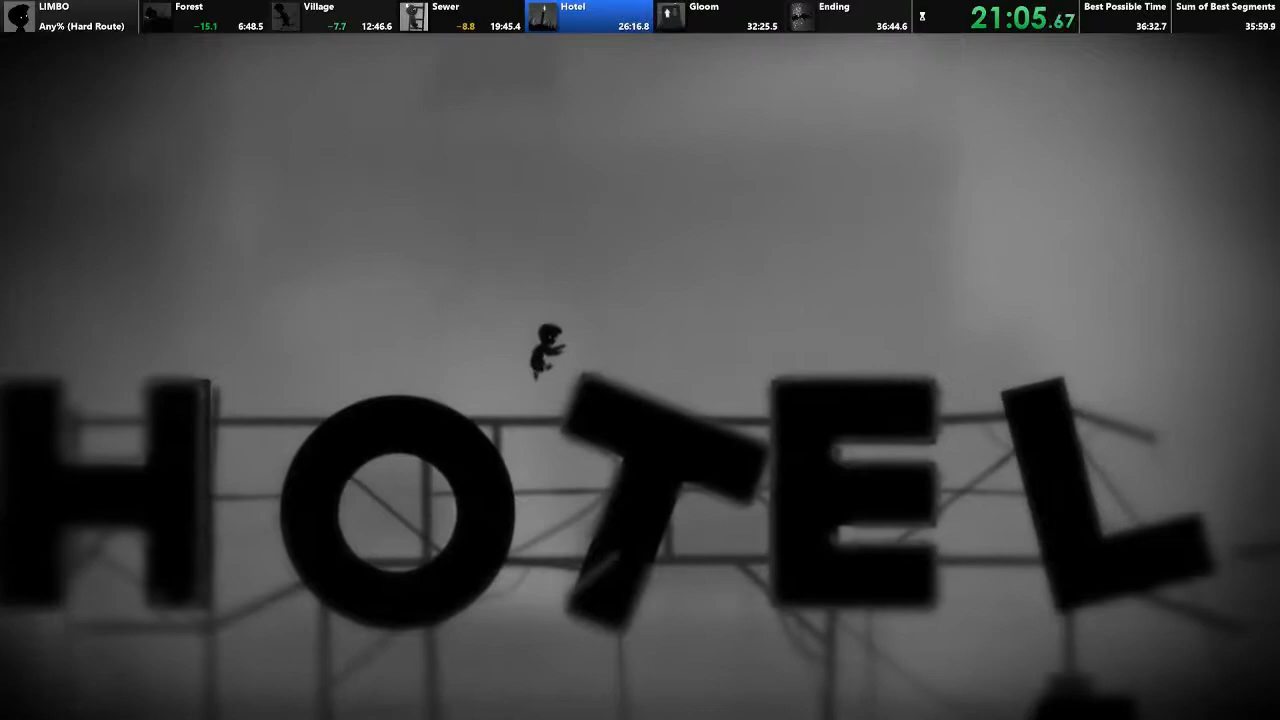 LIMBO
Any% (Hard Route)
Forest
−15.1 6:48.5
Village
−7.7 12:46.6
Sewer
−8.8 19:45.4
Hotel
26:16.8
Gloom
32:25.5
Ending
36:44.6
21:05.67
Best Possible Time
36:32.7
Sum of Best Segments
35:59.9
HOTEL